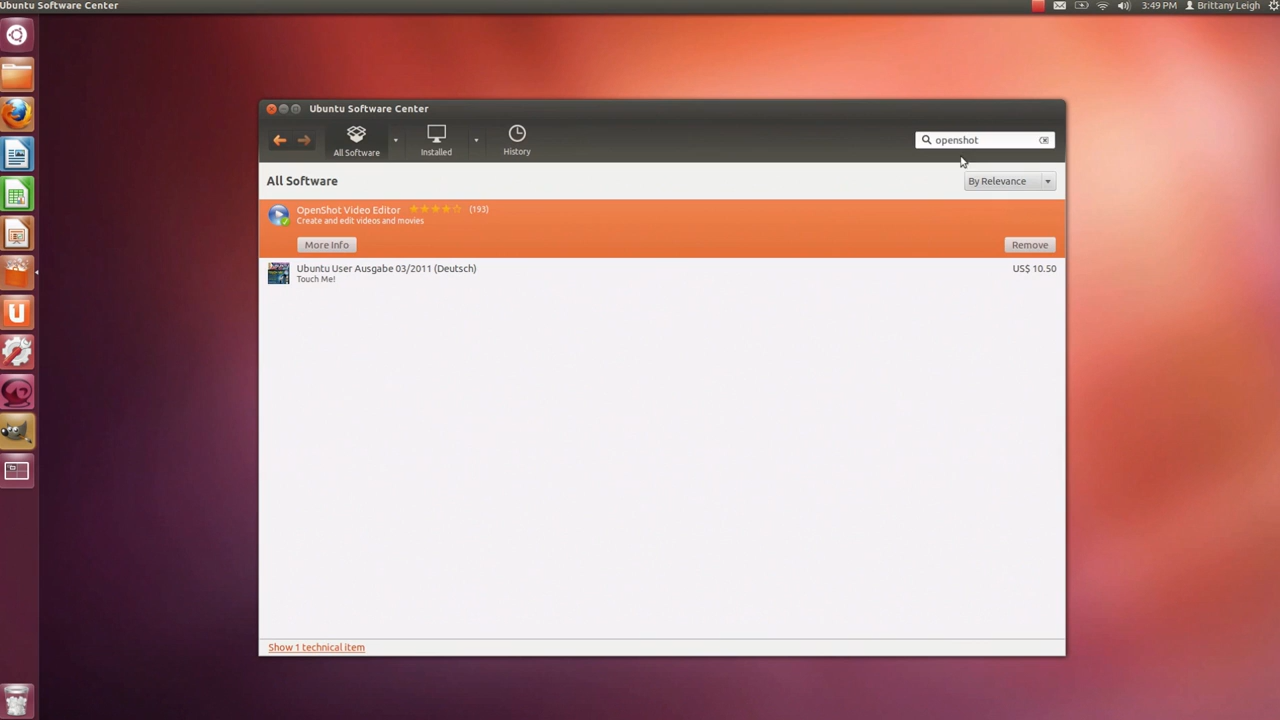 Ubuntu Software Center
3:49 PM
Brittany Leigh
Ubuntu Software Center
All Software
Installed
History
openshot
All Software
By Relevance
OpenShot Video Editor
(193)
Create and edit videos and movies
More Info
Remove
Ubuntu User Ausgabe 03/2011 (Deutsch)
US$ 10.50
Touch Me!
Show 1 technical item